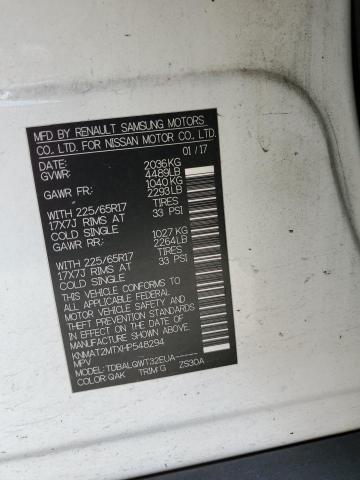 MFD BY RENAULT SAMSUNG MOTORS
CO., LTD. FOR NISSAN MOTOR CO., LTD.
DATE: 01/17
GVWR: 2036KG
4489LB
GAWR FR: 1040KG
2293LB
WITH 225/65R17 TIRES
17X7J RIMS AT 33 PSI
COLD SINGLE
GAWR RR: 1027KG
2264LB
WITH 225/65R17 TIRES
17X7J RIMS AT 33 PSI
COLD SINGLE
THIS VEHICLE CONFORMS TO
ALL APPLICABLE FEDERAL
MOTOR VEHICLE SAFETY AND
THEFT PREVENTION STANDARDS
IN EFFECT ON THE DATE OF
MANUFACTURE SHOWN ABOVE.
KNMAT2MTXHP548294
MPV
MODEL: TDBALQWT32EUA-----
COLOR: QAK TRIM: G ZS30A